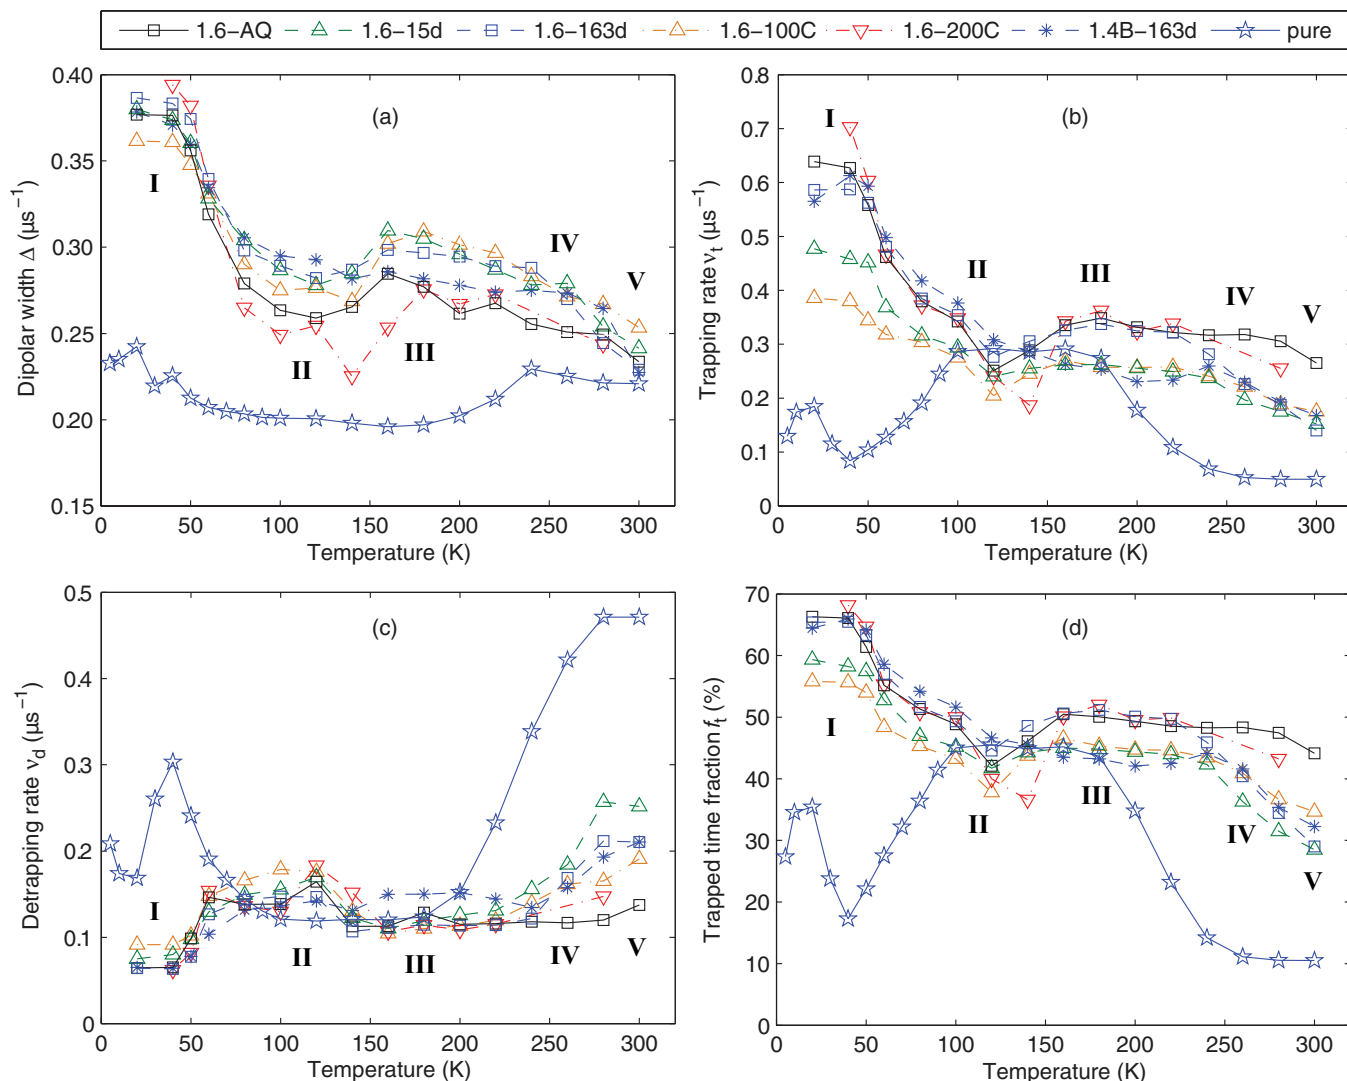 1.6−AQ 1.6−15d 1.6−163d 1.6−100C 1.6−200C 1.4B−163d pure
(a)
0.40
0.35
0.30
0.25
0.20
0.15
Dipolar width Δ (μs⁻¹)
I
II
III
IV
V
0 50 100 150 200 250 300
Temperature (K)
(b)
0.8
0.7
0.6
0.5
0.4
0.3
0.2
0.1
0
Trapping rate νt (μs⁻¹)
I
II
III
IV
V
0 50 100 150 200 250 300
Temperature (K)
(c)
0.5
0.4
0.3
0.2
0.1
0
Detrapping rate νd (μs⁻¹)
I
II
III
IV
V
0 50 100 150 200 250 300
Temperature (K)
(d)
70
60
50
40
30
20
10
0
Trapped time fraction ft (%)
I
II
III
IV
V
0 50 100 150 200 250 300
Temperature (K)